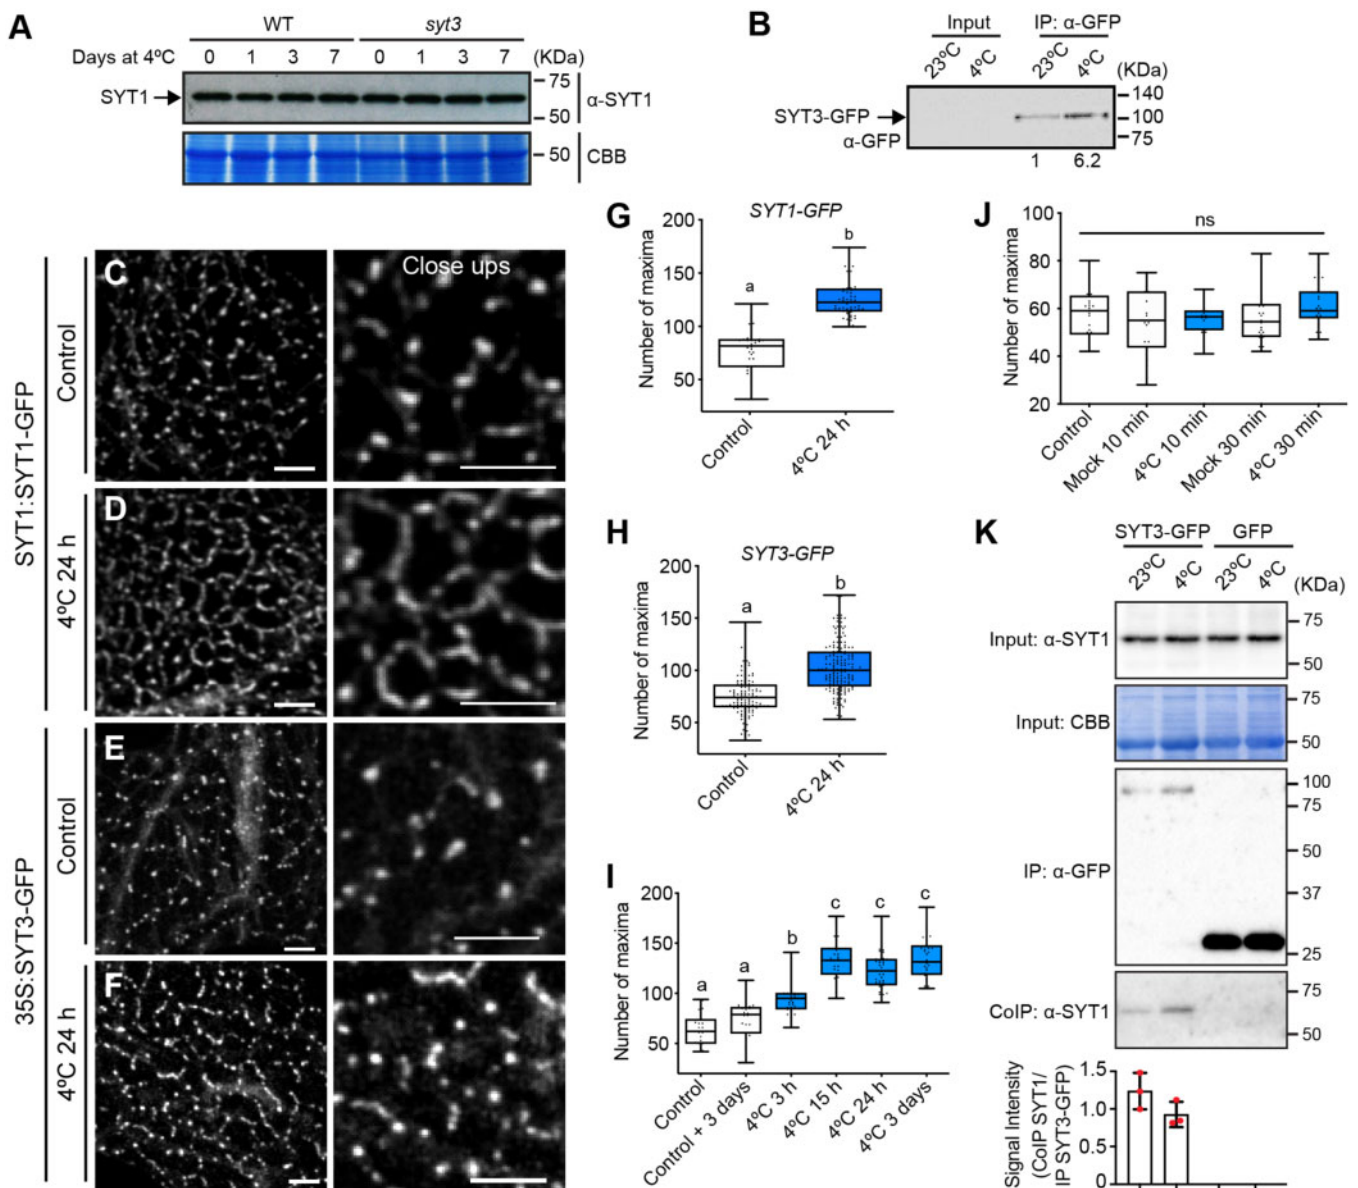 A
WT
syt3
Days at 4ºC
0 1 3 7 0 1 3 7 (KDa)
SYT1
75
50
α-SYT1
50
CBB
B
Input
IP: α-GFP
23ºC
4ºC
23ºC
4ºC
(KDa)
SYT3-GFP
α-GFP
140
100
75
1 6.2
SYT1:SYT1-GFP
Control
C
Close ups
4ºC 24 h
D
35S:SYT3-GFP
Control
E
4ºC 24 h
F
G
SYT1-GFP
Number of maxima
200
150
100
50
a
b
Control
4ºC 24 h
H
SYT3-GFP
Number of maxima
200
150
100
50
a
b
Control
4ºC 24 h
I
Number of maxima
200
150
100
50
a
a
b
c
c
c
Control
Control + 3 days
4ºC 3 h
4ºC 15 h
4ºC 24 h
4ºC 3 days
J
Number of maxima
100
80
60
40
20
ns
Control
Mock 10 min
4ºC 10 min
Mock 30 min
4ºC 30 min
K
SYT3-GFP
GFP
23ºC
4ºC
23ºC
4ºC
(KDa)
Input: α-SYT1
75
50
Input: CBB
75
50
IP: α-GFP
100
75
50
37
25
CoIP: α-SYT1
75
50
Signal Intensity
(CoIP SYT1/
IP SYT3-GFP)
1.5
1.0
0.5
0